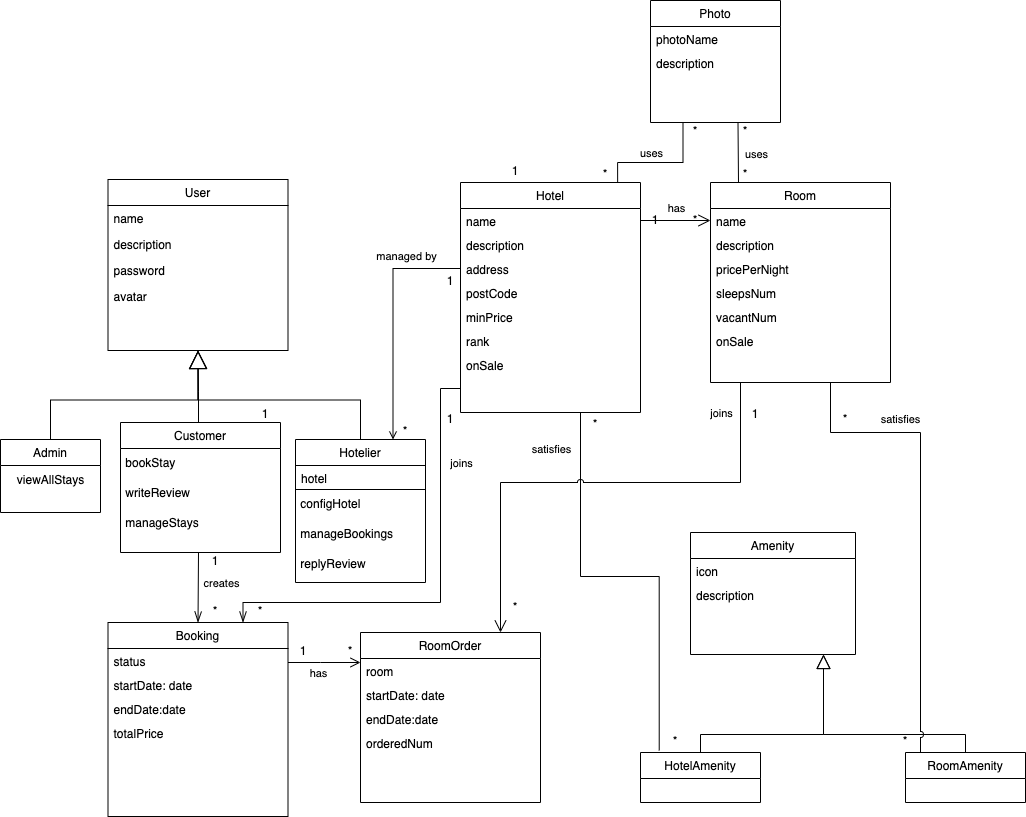 Photo
photoName
description
*
*
uses
uses
1
*
*
User
name
description
password
avatar
Hotel
name
description
address
postCode
minPrice
rank
onSale
has
1
*
Room
name
description
pricePerNight
sleepsNum
vacantNum
onSale
managed by
1
*
1
joins
*
satisfies
joins
1
*
satisfies
1
Admin
viewAllStays
Customer
bookStay
writeReview
manageStays
Hotelier
hotel
configHotel
manageBookings
replyReview
1
creates
*
*
*
Amenity
icon
description
Booking
status
startDate: date
endDate:date
totalPrice
1
*
has
RoomOrder
room
startDate: date
endDate:date
orderedNum
*
*
HotelAmenity
RoomAmenity